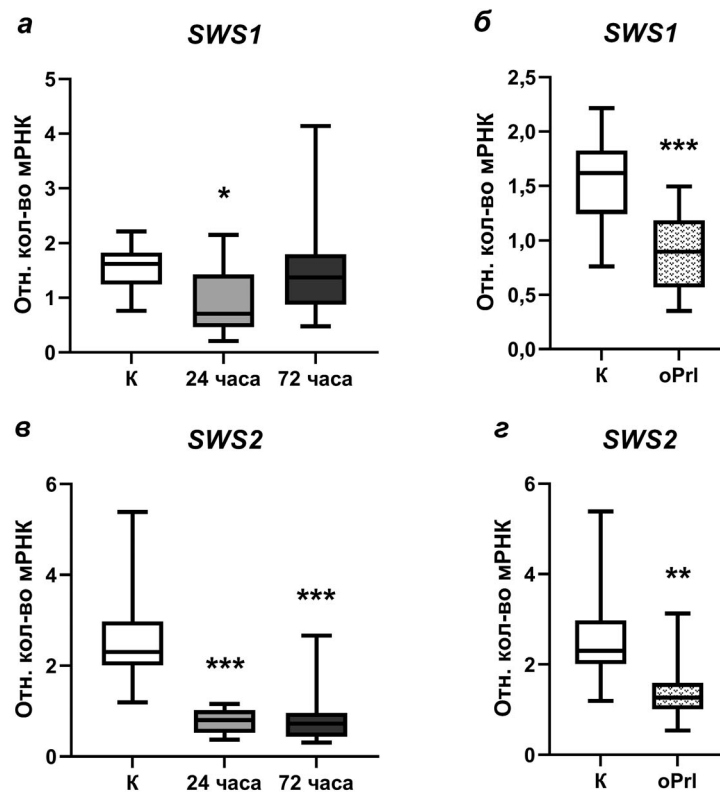 а
SWS1
Отн. кол-во мРНК
5
4
3
2
1
0
*
К
24 часа
72 часа
б
SWS1
Отн. кол-во мРНК
2,5
2,0
1,5
1,0
0,5
0,0
***
К
oPrl
в
SWS2
Отн. кол-во мРНК
6
4
2
0
***
***
К
24 часа
72 часа
г
SWS2
Отн. кол-во мРНК
6
4
2
0
**
К
oPrl